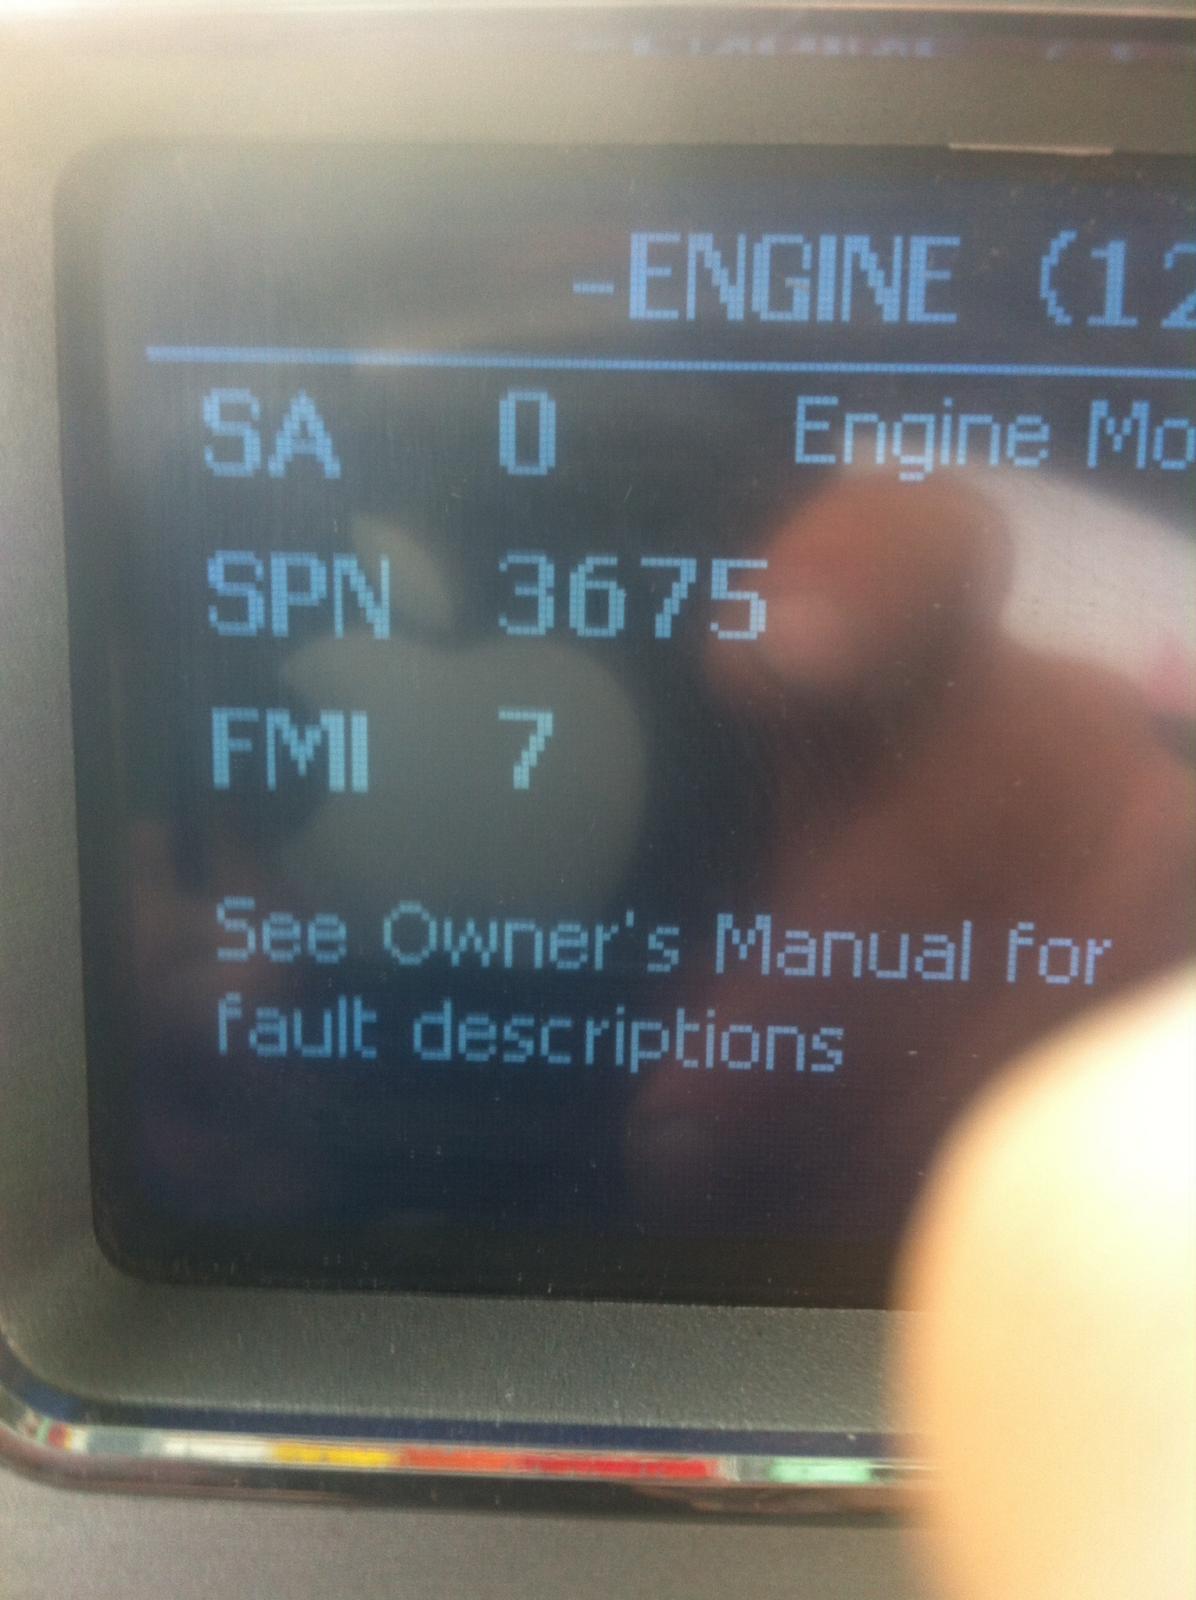 -ENGINE (12
SA 0 Engine Mo
SPN 3675
FMI 7
See Owner's Manual for
fault descriptions